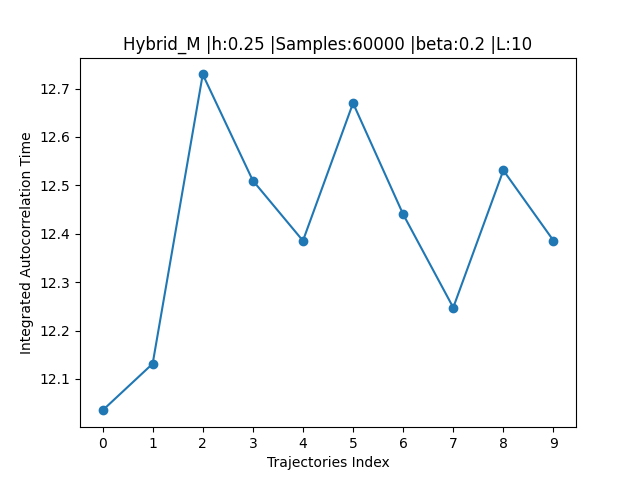 Hybrid_M |h:0.25 |Samples:60000 |beta:0.2 |L:10
Integrated Autocorrelation Time
12.7
12.6
12.5
12.4
12.3
12.2
12.1
0 1 2 3 4 5 6 7 8 9
Trajectories Index